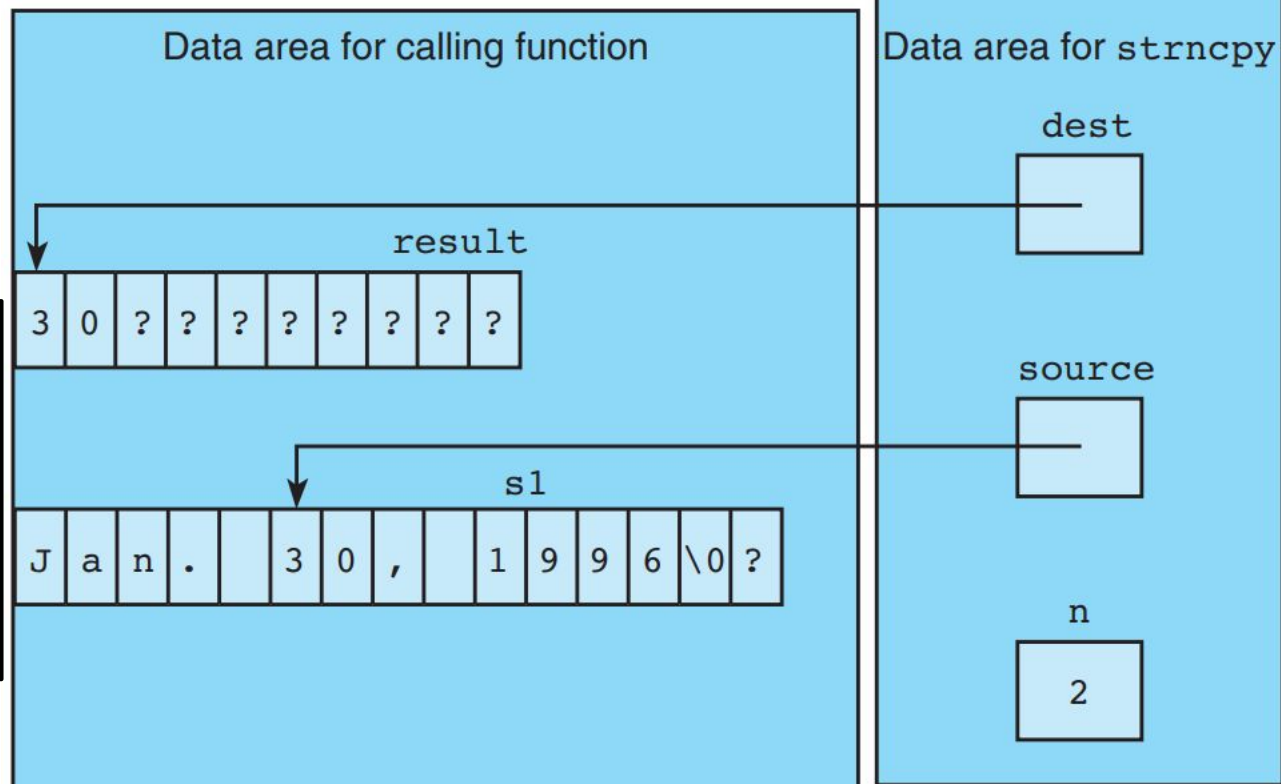 Data area for calling function
Data area for strncpy
dest
result
3 0 ? ? ? ? ? ? ? ?
source
s1
J a n . 3 0 , 1 9 9 6 \0 ?
n
2